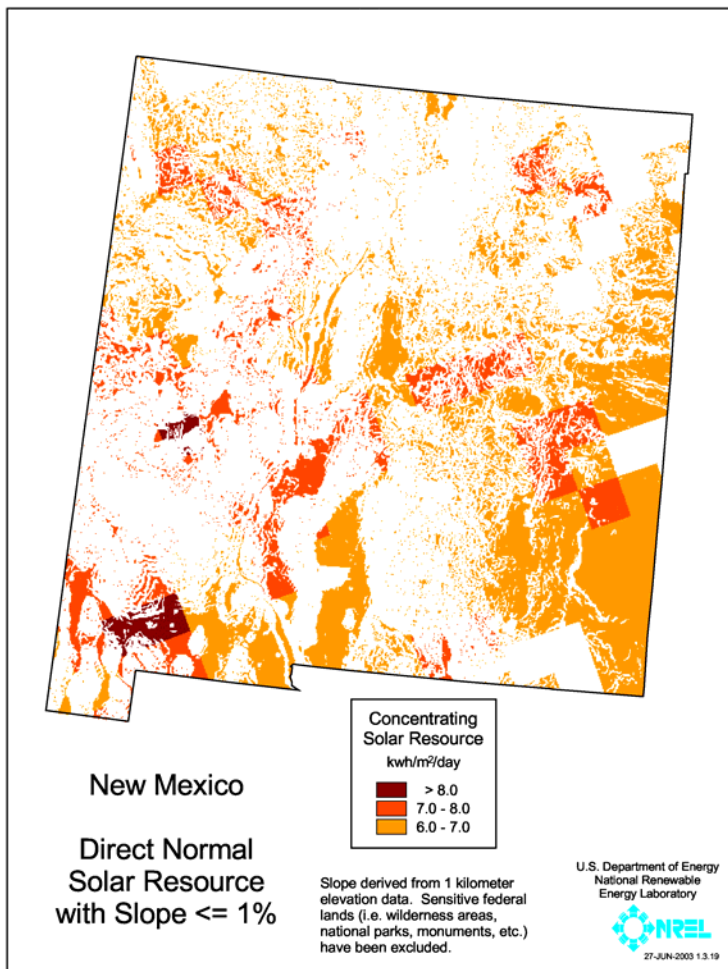 Concentrating
Solar Resource
kwh/m²/day
> 8.0
7.0 - 8.0
6.0 - 7.0
New Mexico
Direct Normal
Solar Resource
with Slope <= 1%
Slope derived from 1 kilometer
elevation data. Sensitive federal
lands (i.e. wilderness areas,
national parks, monuments, etc.)
have been excluded.
U.S. Department of Energy
National Renewable
Energy Laboratory
NREL
27-JUN-2003 1.3.19